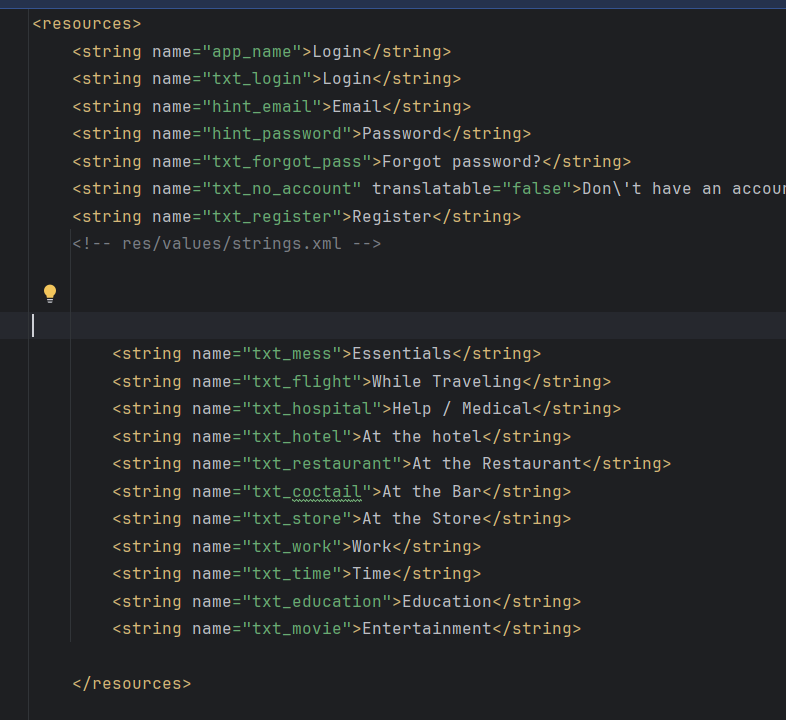 <resources>
<string name="app_name">Login</string>
<string name="txt_login">Login</string>
<string name="hint_email">Email</string>
<string name="hint_password">Password</string>
<string name="txt_forgot_pass">Forgot password?</string>
<string name="txt_no_account" translatable="false">Don\'t have an accou
<string name="txt_register">Register</string>
<!-- res/values/strings.xml -->
<string name="txt_mess">Essentials</string>
<string name="txt_flight">While Traveling</string>
<string name="txt_hospital">Help / Medical</string>
<string name="txt_hotel">At the hotel</string>
<string name="txt_restaurant">At the Restaurant</string>
<string name="txt_coctail">At the Bar</string>
<string name="txt_store">At the Store</string>
<string name="txt_work">Work</string>
<string name="txt_time">Time</string>
<string name="txt_education">Education</string>
<string name="txt_movie">Entertainment</string>
</resources>